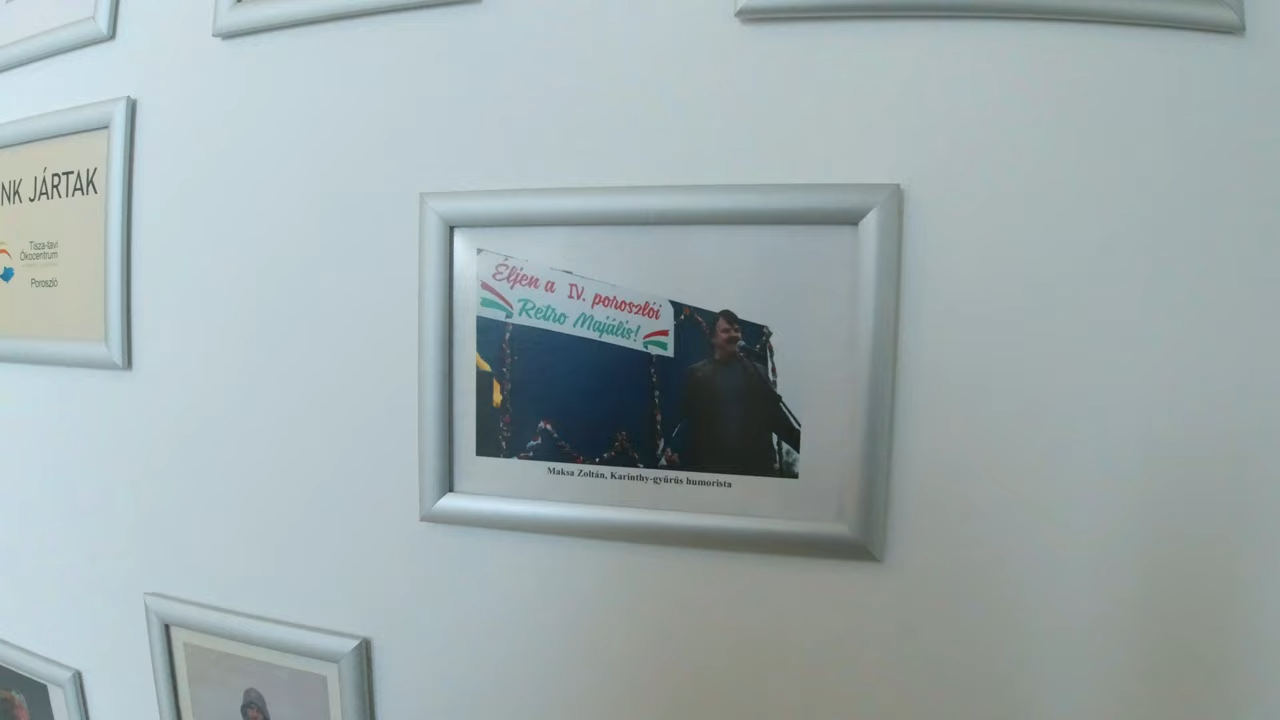 NK JÁRTAK
Tisza-tavi
Ökocentrum
Poroszló
Éljen a IV. poroszlói
Retro Majális!
Maksa Zoltán, Karinthy-gyűrűs humorista